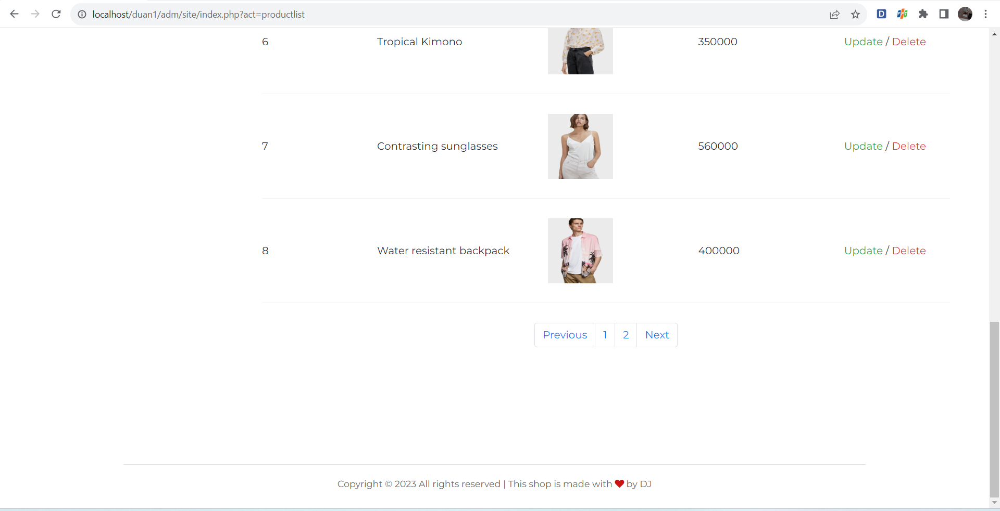 localhost/duan1/adm/site/index.php?act=productlist
D FPT
6 Tropical Kimono 350000 Update / Delete
7 Contrasting sunglasses 560000 Update / Delete
8 Water resistant backpack 400000 Update / Delete
Previous 1 2 Next
Copyright © 2023 All rights reserved | This shop is made with ❤ by DJ